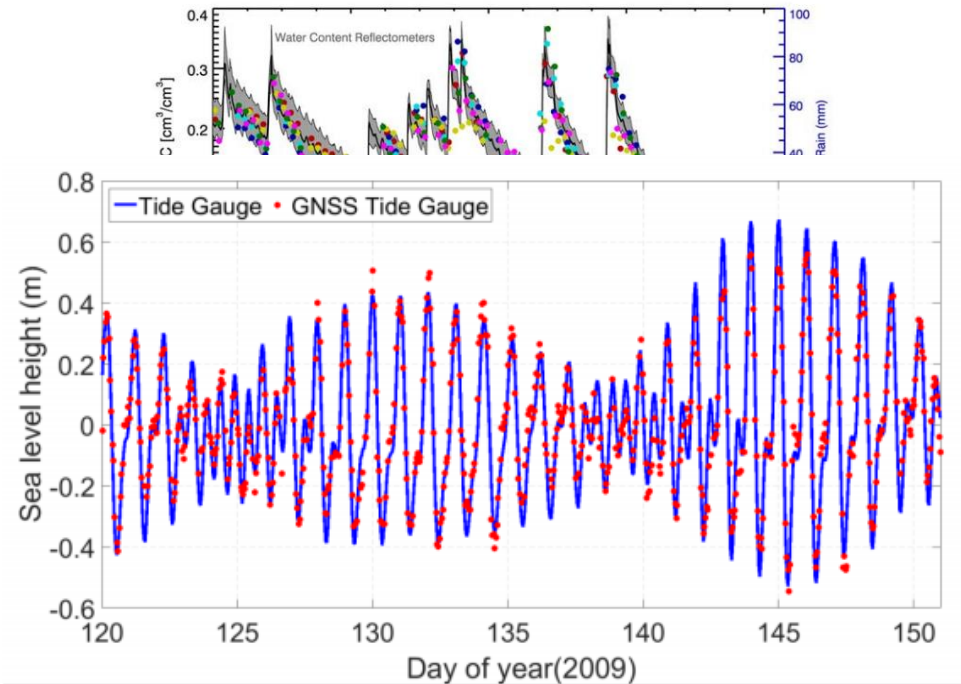 0.4
100
Water Content Reflectometers
80
0.3
60
0.2
C [cm³/cm³]
Rain (mm)
40
0.8
Tide Gauge GNSS Tide Gauge
0.6
0.4
0.2
0
-0.2
-0.4
-0.6
Sea level height (m)
120 125 130 135 140 145 150
Day of year(2009)